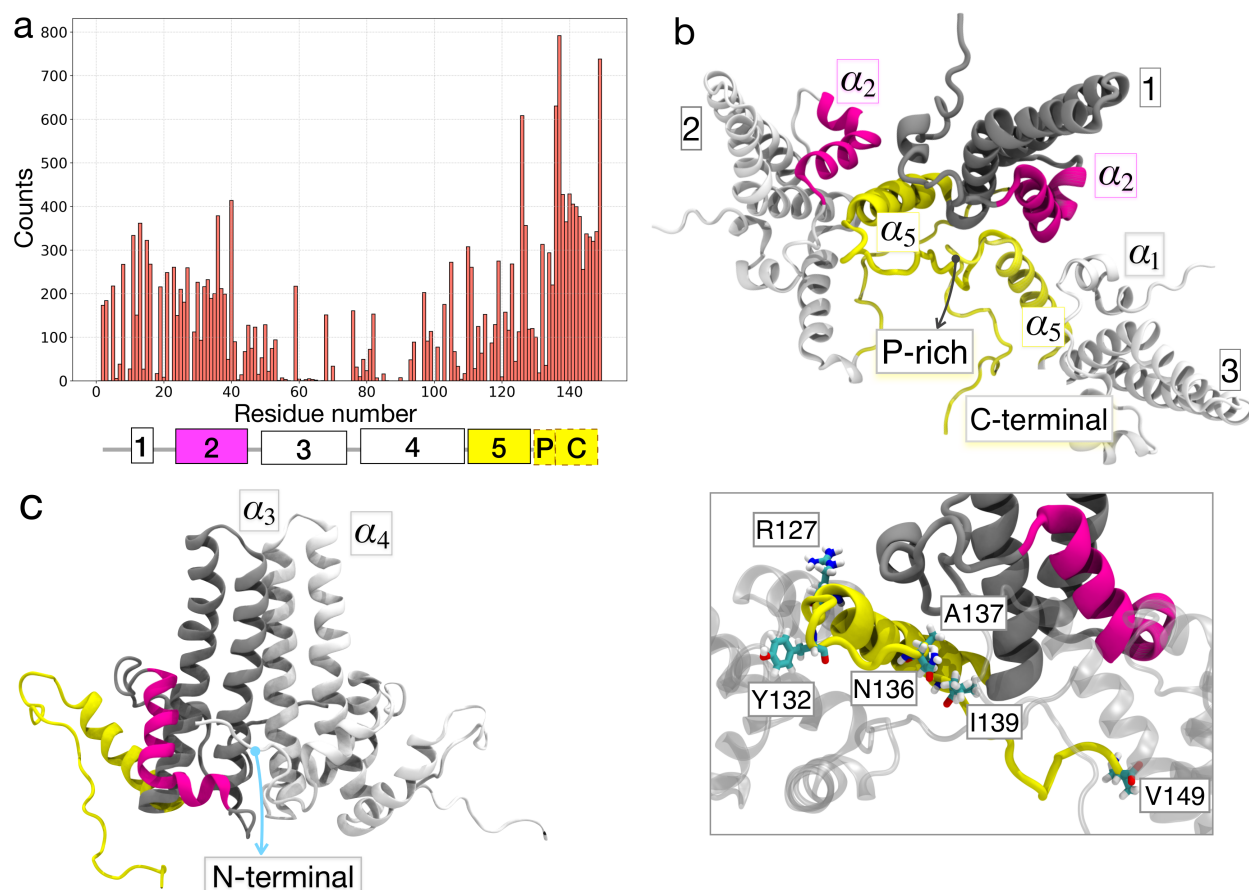 a
Counts
800
700
600
500
400
300
200
100
0
0 20 40 60 80 100 120 140
Residue number
1 2 3 4 5 P C
b
α2
1
2
α2
α5
α1
P-rich
α5
3
C-terminal
c
α3
α4
N-terminal
R127
A137
Y132
N136
I139
V149